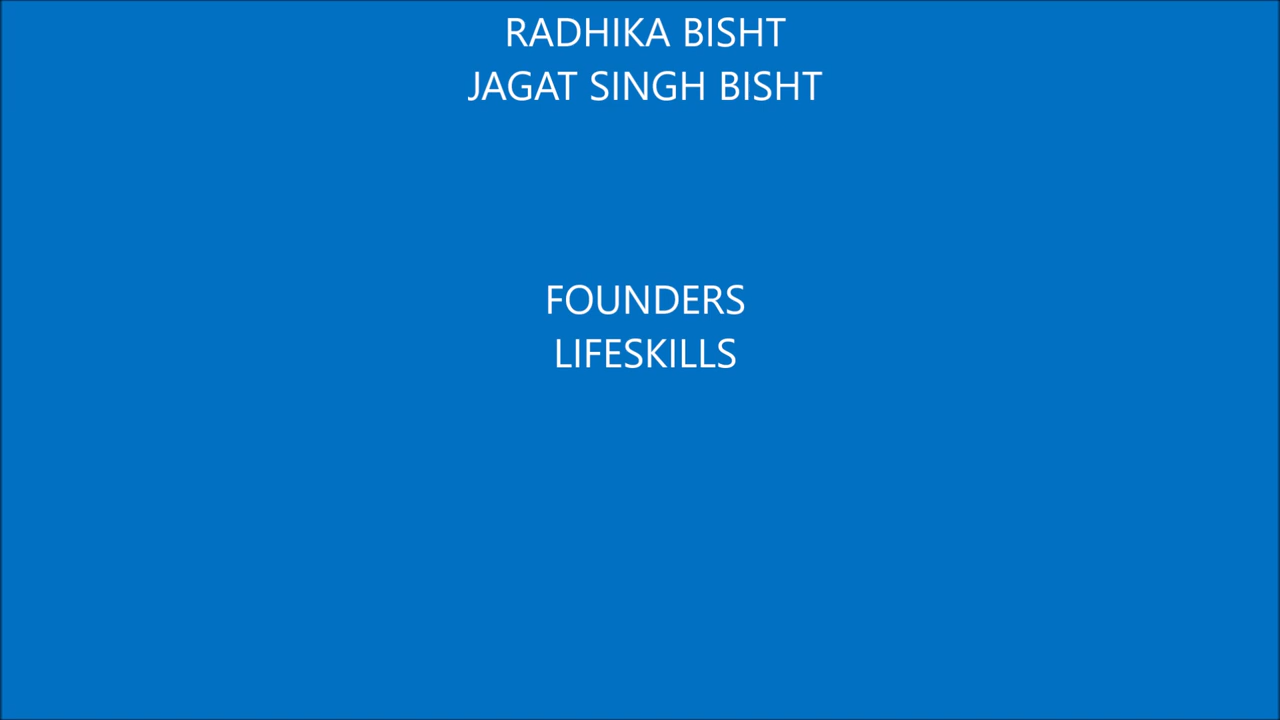 RADHIKA BISHT
JAGAT SINGH BISHT
FOUNDERS
LIFESKILLS